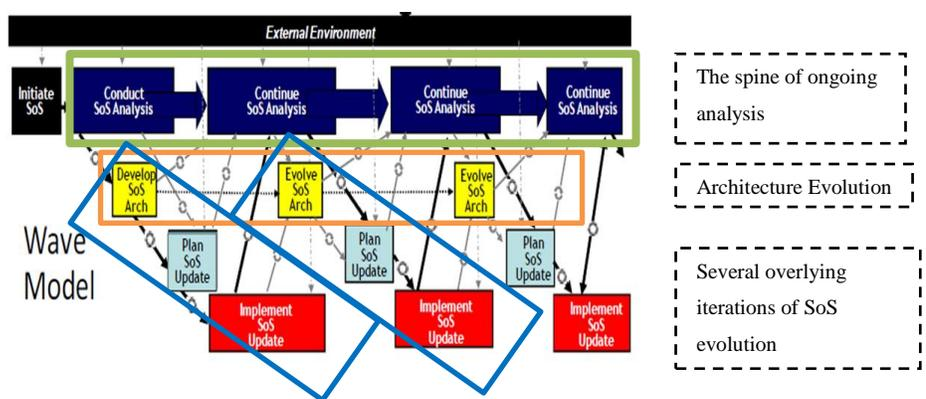 External Environment
Initiate
SoS
Conduct
SoS Analysis
Continue
SoS Analysis
Continue
SoS Analysis
Continue
SoS Analysis
The spine of ongoing
analysis
Develop
SoS
Arch
Evolve
SoS
Arch
Evolve
SoS
Arch
Architecture Evolution
Wave
Model
Plan
SoS
Update
Plan
SoS
Update
Plan
SoS
Update
Implement
SoS
Update
Implement
SoS
Update
Implement
SoS
Update
Several overlying
iterations of SoS
evolution